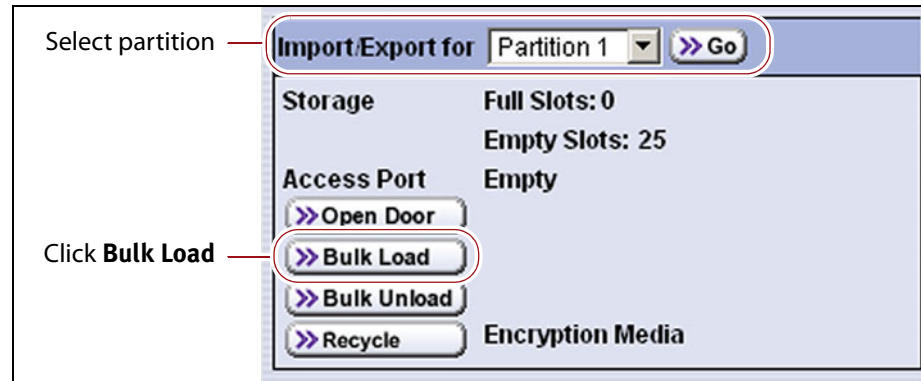 Select partition
Import/Export for Partition 1 >> Go
Storage Full Slots: 0
Empty Slots: 25
Access Port Empty
>> Open Door
Click Bulk Load
>> Bulk Load
>> Bulk Unload
>> Recycle Encryption Media